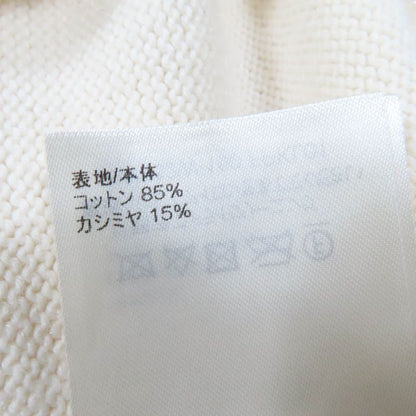 表地/本体
コットン 85%
カシミヤ 15%